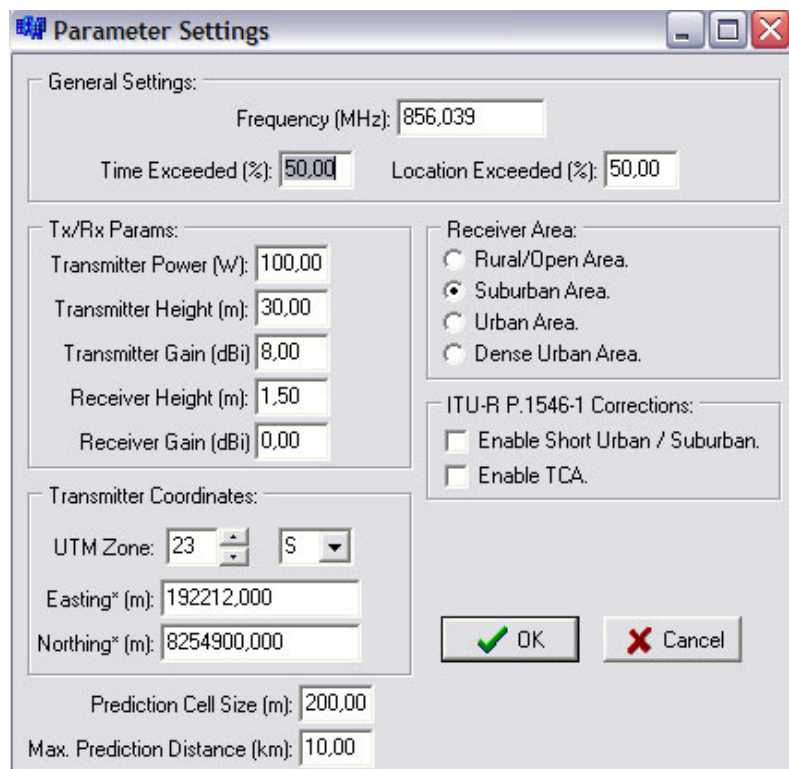 Parameter Settings
General Settings:
Frequency (MHz): 856,039
Time Exceeded (%): 50,00 Location Exceeded (%): 50,00
Tx/Rx Params:
Transmitter Power (W): 100,00
Transmitter Height (m): 30,00
Transmitter Gain (dBi) 8,00
Receiver Height (m): 1,50
Receiver Gain (dBi) 0,00
Receiver Area:
Rural/Open Area.
Suburban Area.
Urban Area.
Dense Urban Area.
ITU-R P.1546-1 Corrections:
Enable Short Urban / Suburban.
Enable TCA.
Transmitter Coordinates:
UTM Zone: 23 S
Easting* (m): 192212,000
Northing* (m): 8254900,000
OK Cancel
Prediction Cell Size (m): 200,00
Max. Prediction Distance (km): 10,00